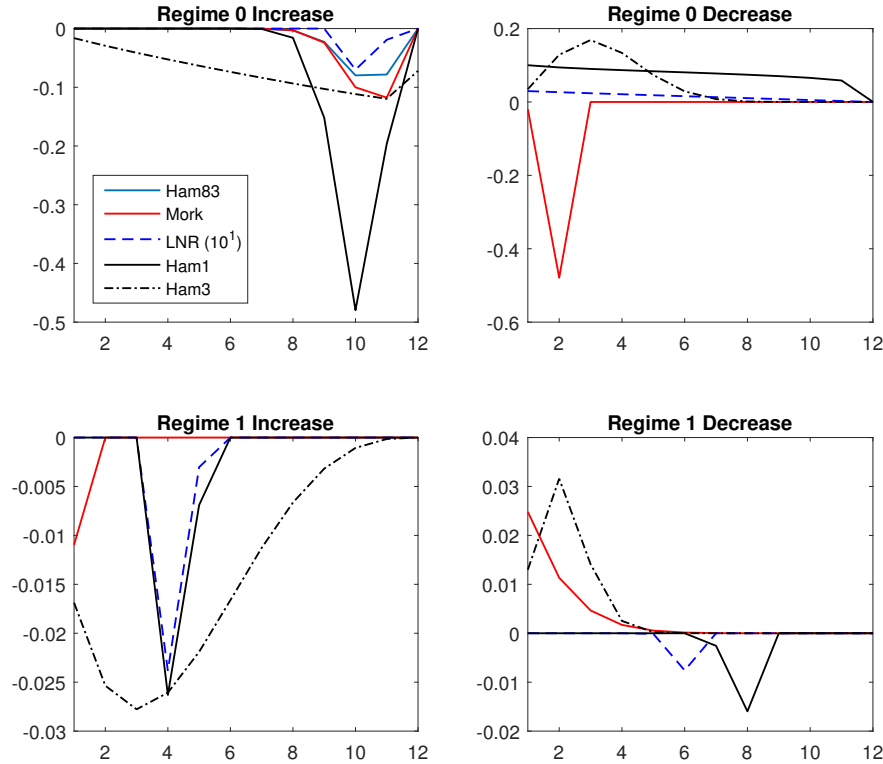 Regime 0 Increase
0
-0.1
-0.2
-0.3
-0.4
-0.5
2 4 6 8 10 12
Ham83
Mork
LNR (10^1)
Ham1
Ham3
Regime 0 Decrease
0.2
0
-0.2
-0.4
-0.6
2 4 6 8 10 12
Regime 1 Increase
0
-0.005
-0.01
-0.015
-0.02
-0.025
-0.03
2 4 6 8 10 12
Regime 1 Decrease
0.04
0.03
0.02
0.01
0
-0.01
-0.02
2 4 6 8 10 12